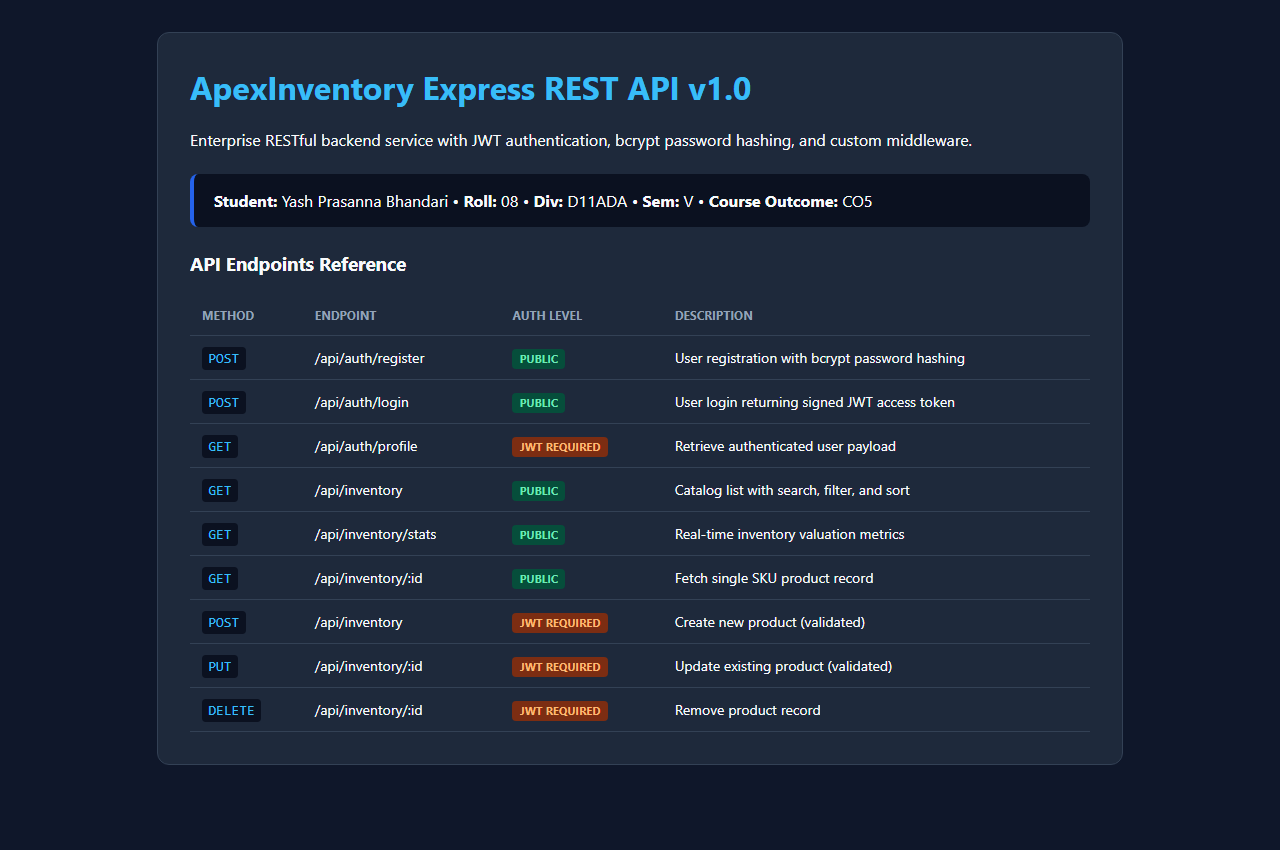 ApexInventory Express REST API v1.0
Enterprise RESTful backend service with JWT authentication, bcrypt password hashing, and custom middleware.
Student: Yash Prasanna Bhandari • Roll: 08 • Div: D11ADA • Sem: V • Course Outcome: CO5
API Endpoints Reference
METHOD ENDPOINT AUTH LEVEL DESCRIPTION
POST /api/auth/register PUBLIC User registration with bcrypt password hashing
POST /api/auth/login PUBLIC User login returning signed JWT access token
GET /api/auth/profile JWT REQUIRED Retrieve authenticated user payload
GET /api/inventory PUBLIC Catalog list with search, filter, and sort
GET /api/inventory/stats PUBLIC Real-time inventory valuation metrics
GET /api/inventory/:id PUBLIC Fetch single SKU product record
POST /api/inventory JWT REQUIRED Create new product (validated)
PUT /api/inventory/:id JWT REQUIRED Update existing product (validated)
DELETE /api/inventory/:id JWT REQUIRED Remove product record